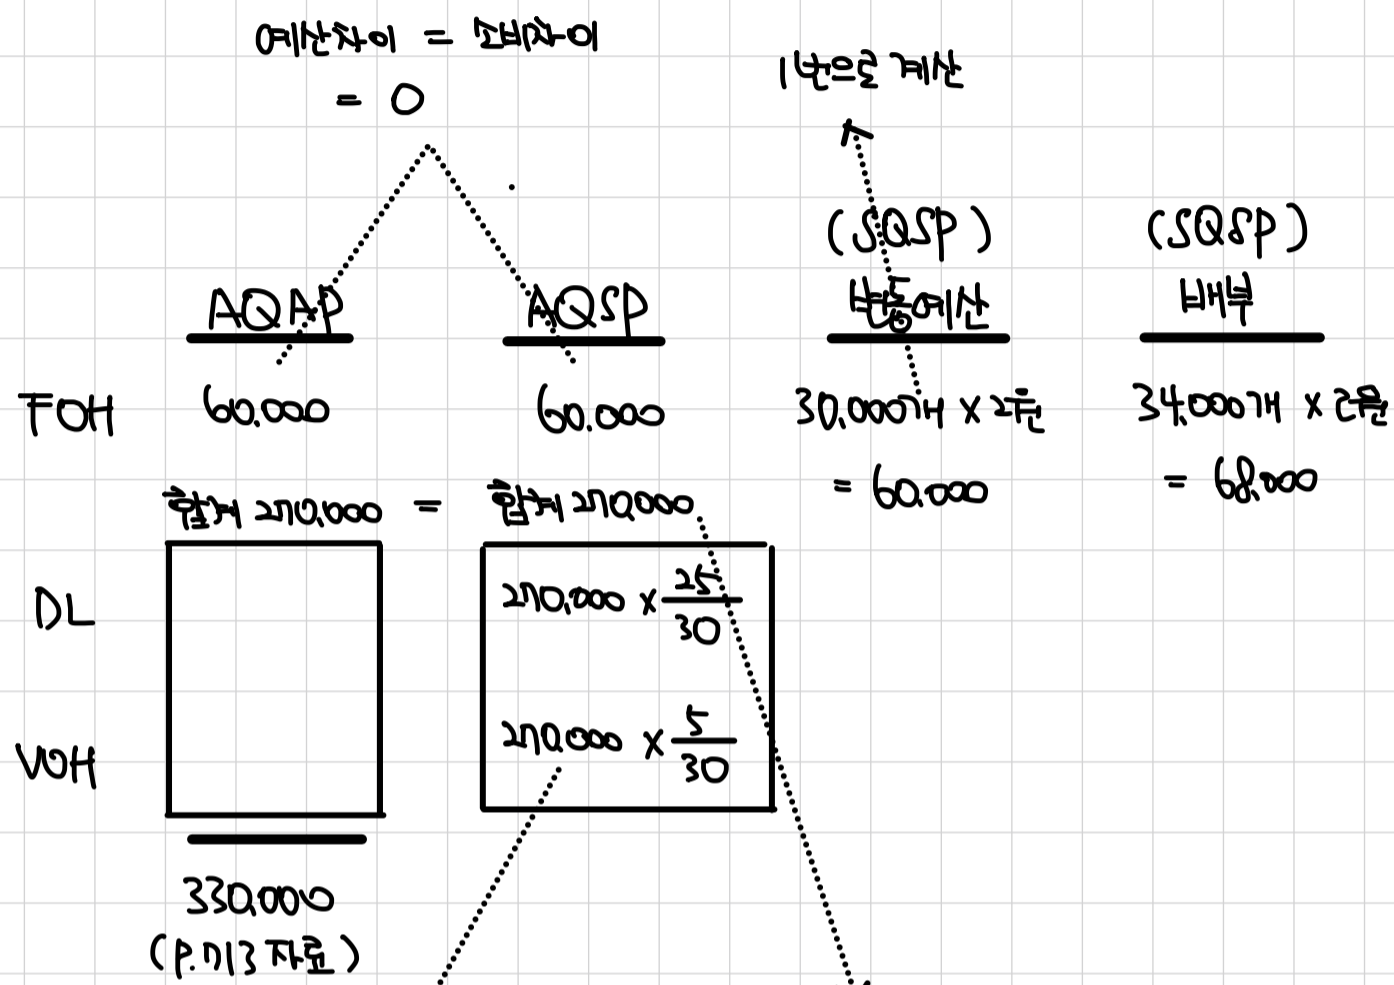 예산차이 = 소비차이
= 0
1번으로 계산
(SQSP) (SQSP)
AQAP AQSP 변동예산 배부
FOH 60.000 60.000 30.000개 × 2원 34.000개 × 2원
= 60.000 = 68.000
합계 270.000 = 합계 270.000
DL 270.000 × 25/30
VOH 270.000 × 5/30
330.000
(P.713 자료)